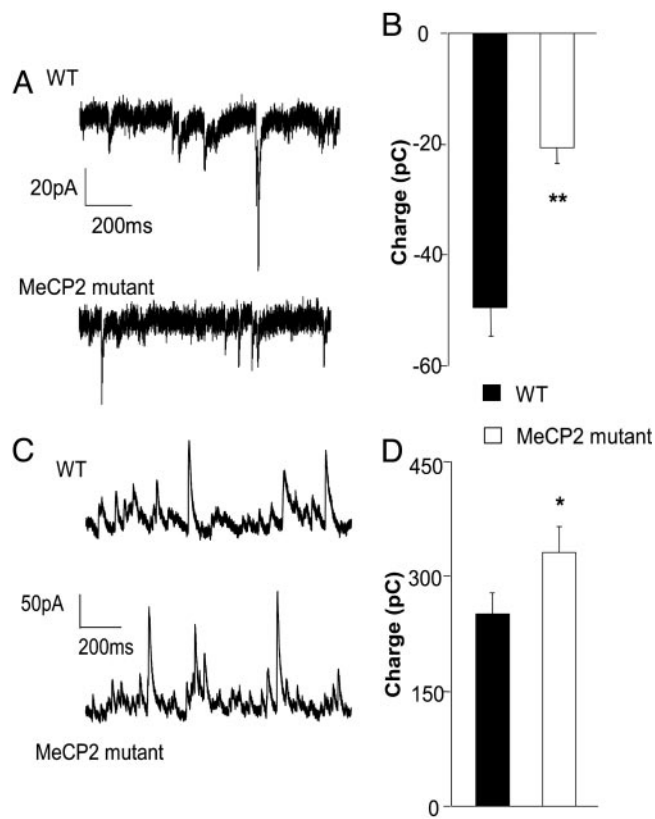 A
WT
20pA
200ms
MeCP2 mutant
B
0
-20
-40
-60
Charge (pC)
**
WT
MeCP2 mutant
C
WT
50pA
200ms
MeCP2 mutant
D
450
300
150
0
Charge (pC)
*